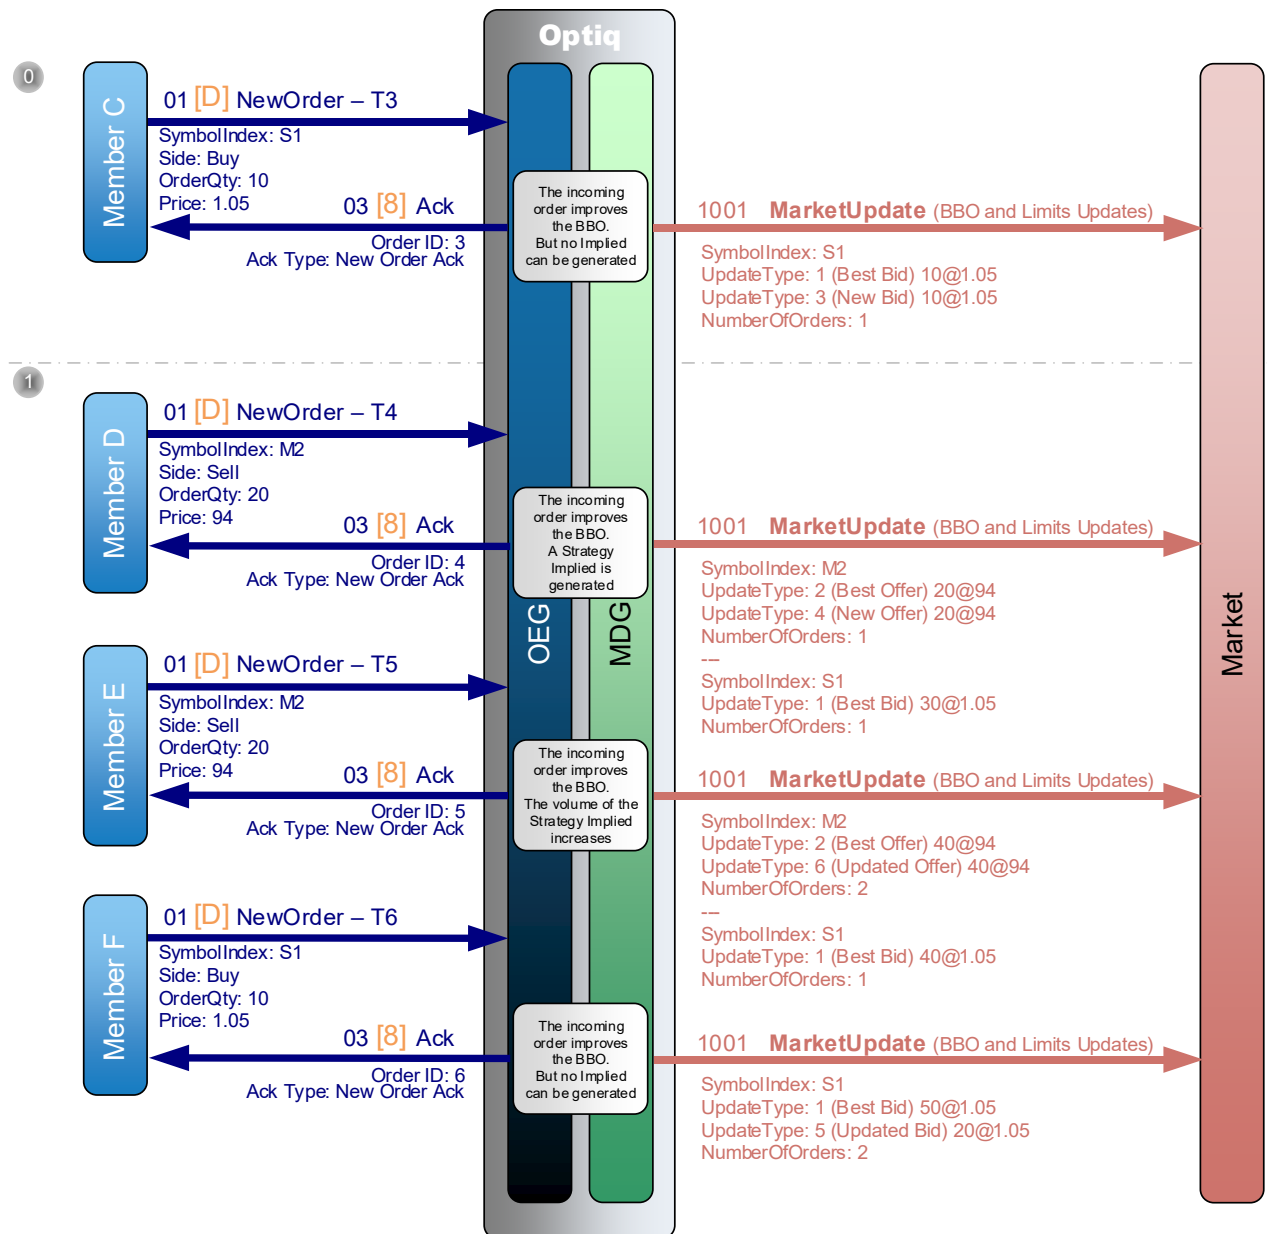 Optiq
0
Member C
01 [D] NewOrder – T3
SymbolIndex: S1
Side: Buy
OrderQty: 10
Price: 1.05
03 [8] Ack
Order ID: 3
Ack Type: New Order Ack
The incoming
order improves
the BBO.
But no Implied
can be generated
1001 MarketUpdate (BBO and Limits Updates)
SymbolIndex: S1
UpdateType: 1 (Best Bid) 10@1.05
UpdateType: 3 (New Bid) 10@1.05
NumberOfOrders: 1
1
Member D
01 [D] NewOrder – T4
SymbolIndex: M2
Side: Sell
OrderQty: 20
Price: 94
03 [8] Ack
Order ID: 4
Ack Type: New Order Ack
The incoming
order improves
the BBO.
A Strategy
Implied is
generated
1001 MarketUpdate (BBO and Limits Updates)
SymbolIndex: M2
UpdateType: 2 (Best Offer) 20@94
UpdateType: 4 (New Offer) 20@94
NumberOfOrders: 1
---
SymbolIndex: S1
UpdateType: 1 (Best Bid) 30@1.05
NumberOfOrders: 1
OEG
MDG
Market
Member E
01 [D] NewOrder – T5
SymbolIndex: M2
Side: Sell
OrderQty: 20
Price: 94
03 [8] Ack
Order ID: 5
Ack Type: New Order Ack
The incoming
order improves
the BBO.
The volume of the
Strategy Implied
increases
1001 MarketUpdate (BBO and Limits Updates)
SymbolIndex: M2
UpdateType: 2 (Best Offer) 40@94
UpdateType: 6 (Updated Offer) 40@94
NumberOfOrders: 2
---
SymbolIndex: S1
UpdateType: 1 (Best Bid) 40@1.05
NumberOfOrders: 1
Member F
01 [D] NewOrder – T6
SymbolIndex: S1
Side: Buy
OrderQty: 10
Price: 1.05
03 [8] Ack
Order ID: 6
Ack Type: New Order Ack
The incoming
order improves
the BBO.
But no Implied
can be generated
1001 MarketUpdate (BBO and Limits Updates)
SymbolIndex: S1
UpdateType: 1 (Best Bid) 50@1.05
UpdateType: 5 (Updated Bid) 20@1.05
NumberOfOrders: 2